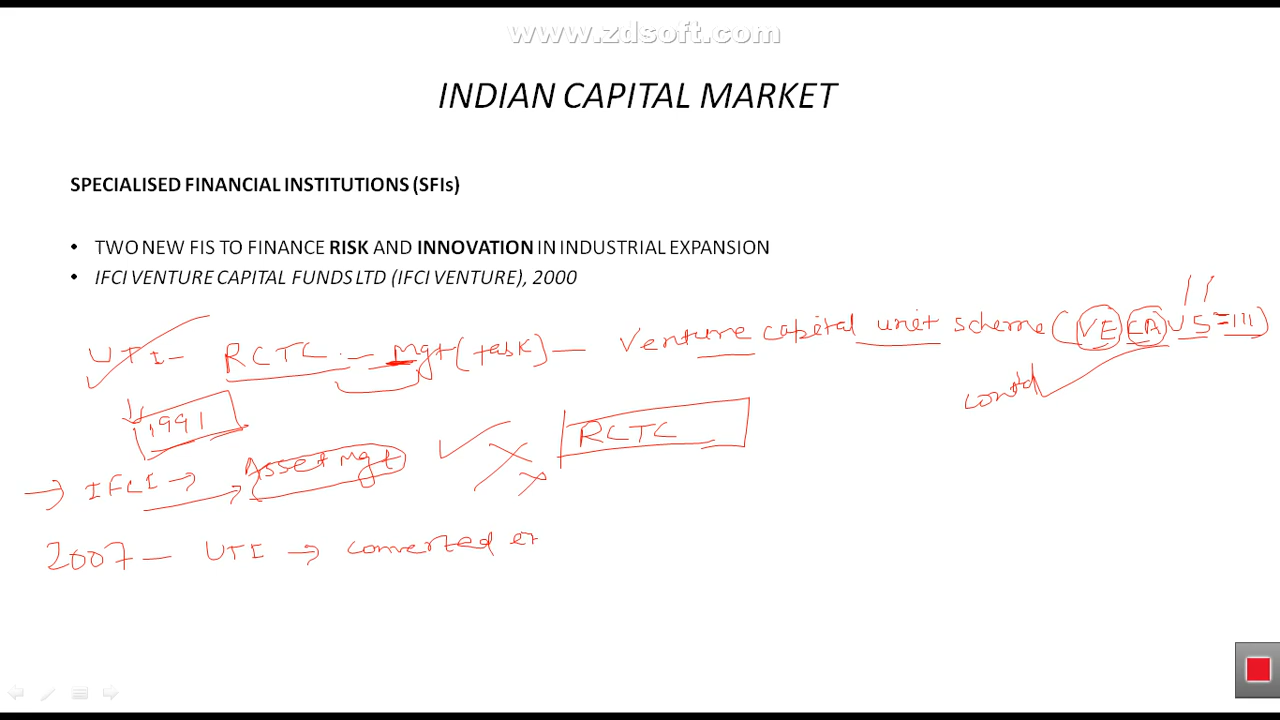 www.zdsoft.com
INDIAN CAPITAL MARKET
SPECIALISED FINANCIAL INSTITUTIONS (SFIs)
• TWO NEW FIS TO FINANCE RISK AND INNOVATION IN INDUSTRIAL EXPANSION
• IFCI VENTURE CAPITAL FUNDS LTD (IFCI VENTURE), 2000
UTI - RCTC - Mgt (task) - Venture capital unit scheme (VECAUS-III)
cont'd
1991
RCTC
→ IFCI → Asset Mgt
2007 - UTI → converted